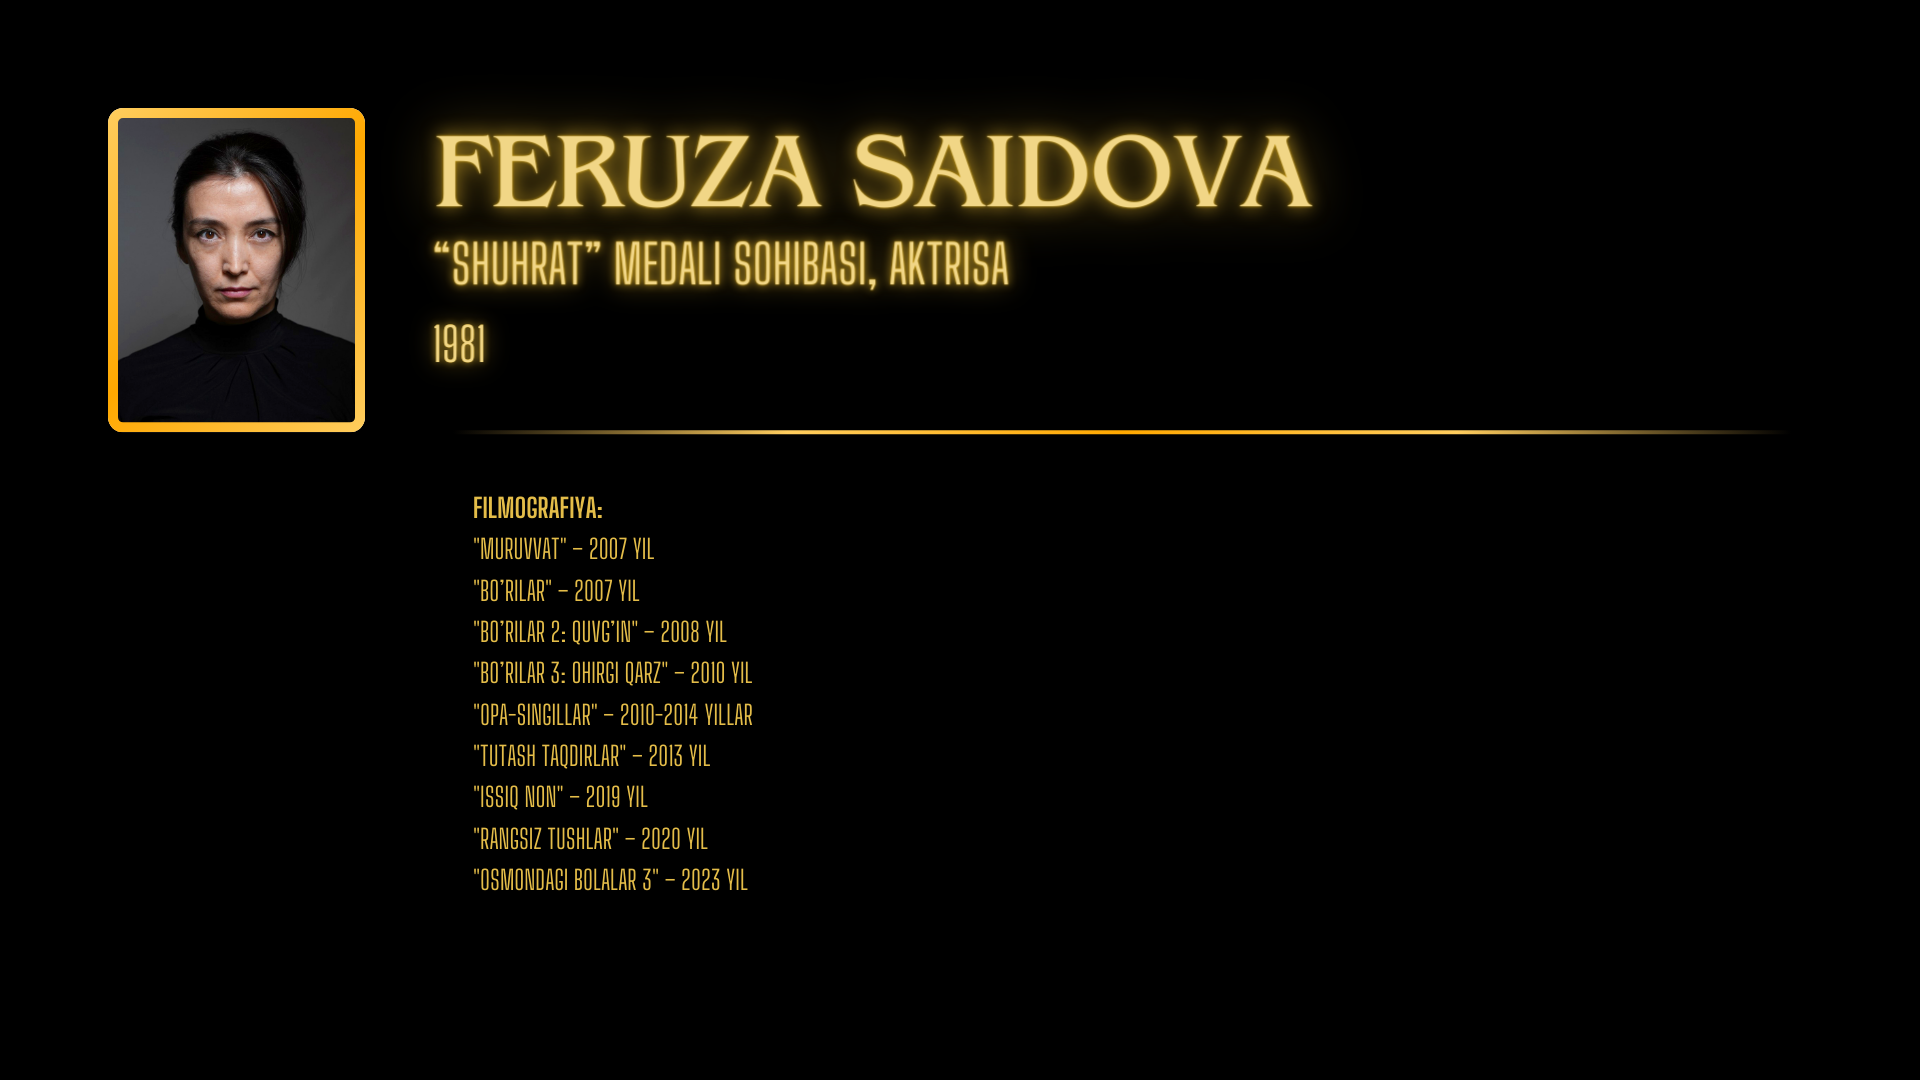 FERUZA SAIDOVA
“SHUHRAT” MEDALI SOHIBASI, AKTRISA
1981
FILMOGRAFIYA:
"MURUVVAT" – 2007 YIL
"BO’RILAR" – 2007 YIL
"BO’RILAR 2: QUVG’IN" – 2008 YIL
"BO’RILAR 3: OHIRGI QARZ" – 2010 YIL
"OPA-SINGILLAR" – 2010-2014 YILLAR
"TUTASH TAQDIRLAR" – 2013 YIL
"ISSIQ NON" – 2019 YIL
"RANGSIZ TUSHLAR" – 2020 YIL
"OSMONDAGI BOLALAR 3" – 2023 YIL